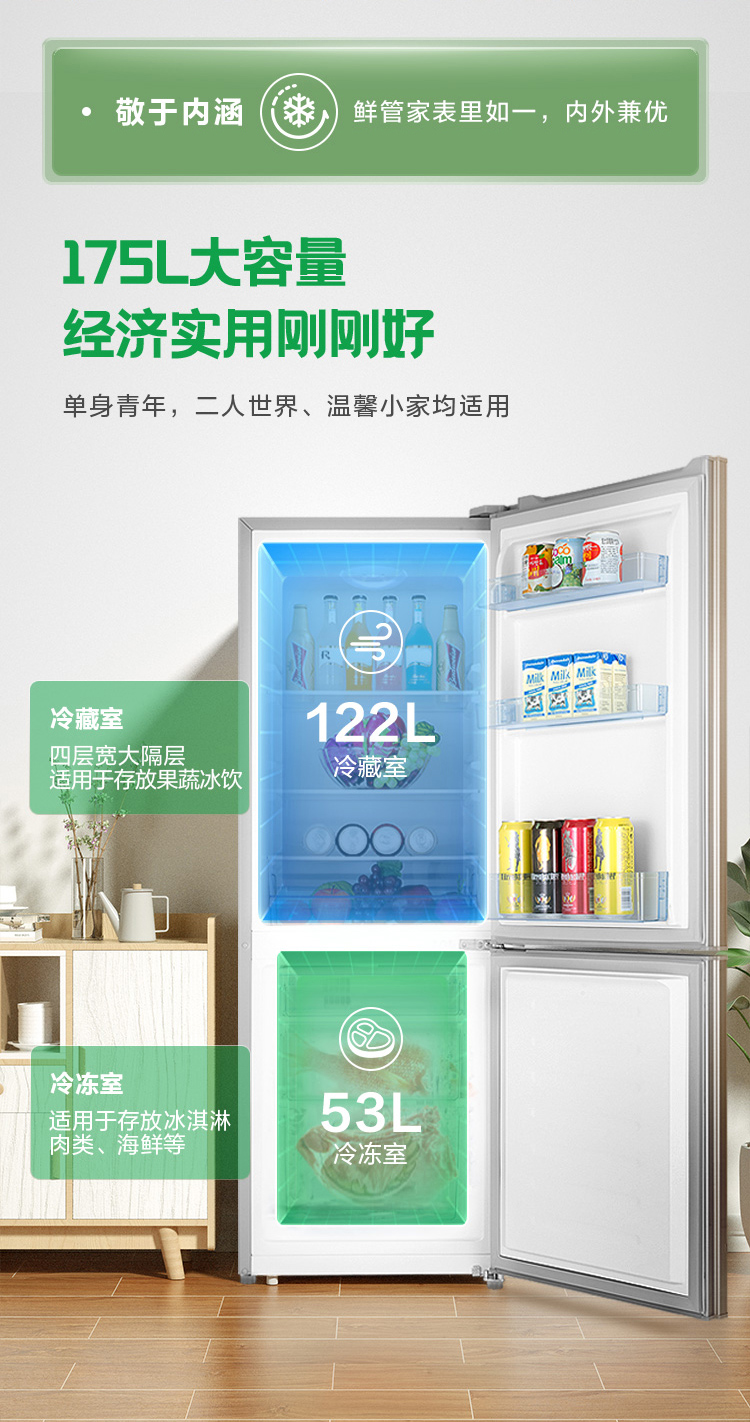 敬于内涵 鲜管家表里如一，内外兼优
175L大容量
经济实用刚刚好
单身青年，二人世界、温馨小家均适用
Milk Milk Milk
122L
冷藏室
冷藏室
四层宽大隔层
适用于存放果蔬冰饮
53L
冷冻室
冷冻室
适用于存放冰淇淋
肉类、海鲜等